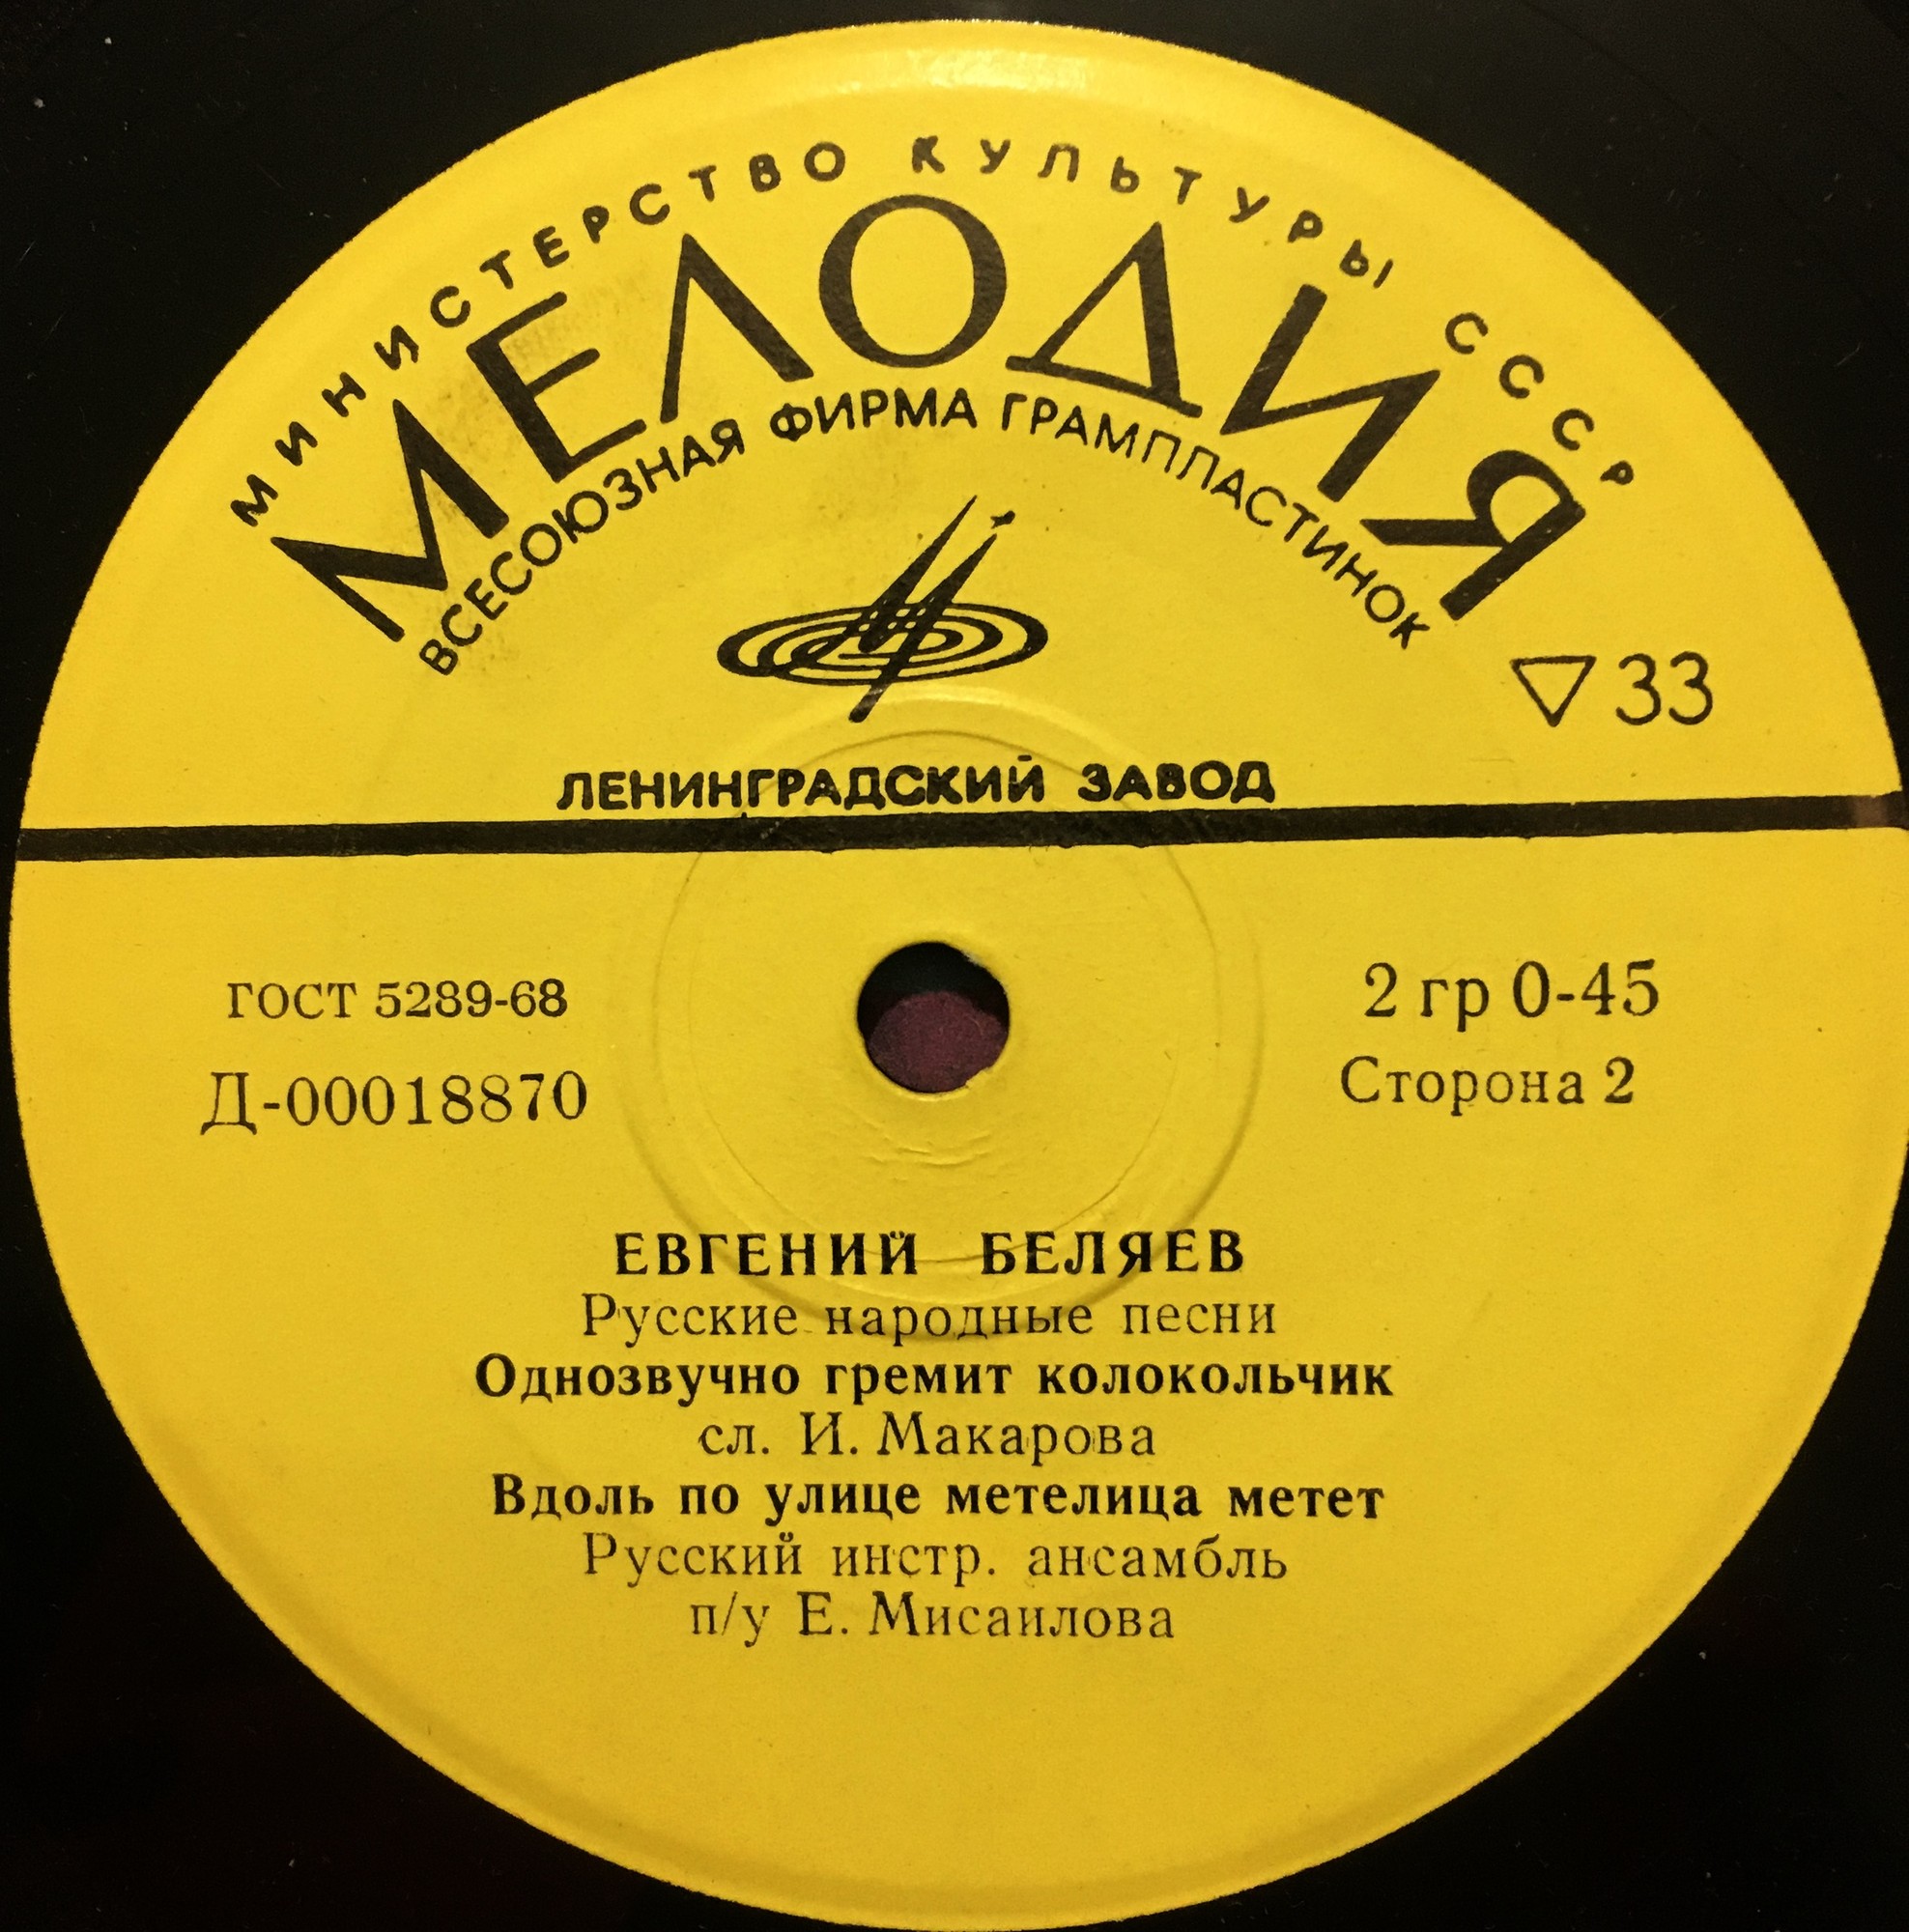 МИНИСТЕРСТВО КУЛЬТУРЫ СССР
МЕЛОДИЯ
ВСЕСОЮЗНАЯ ФИРМА ГРАМПЛАСТИНОК
33
ЛЕНИНГРАДСКИЙ ЗАВОД
ГОСТ 5289-68
2 гр 0-45
Д-00018870
Сторона 2
ЕВГЕНИЙ БЕЛЯЕВ
Русские народные песни
Однозвучно гремит колокольчик
сл. И. Макарова
Вдоль по улице метелица метет
Русский инстр. ансамбль
п/у Е. Мисаилова